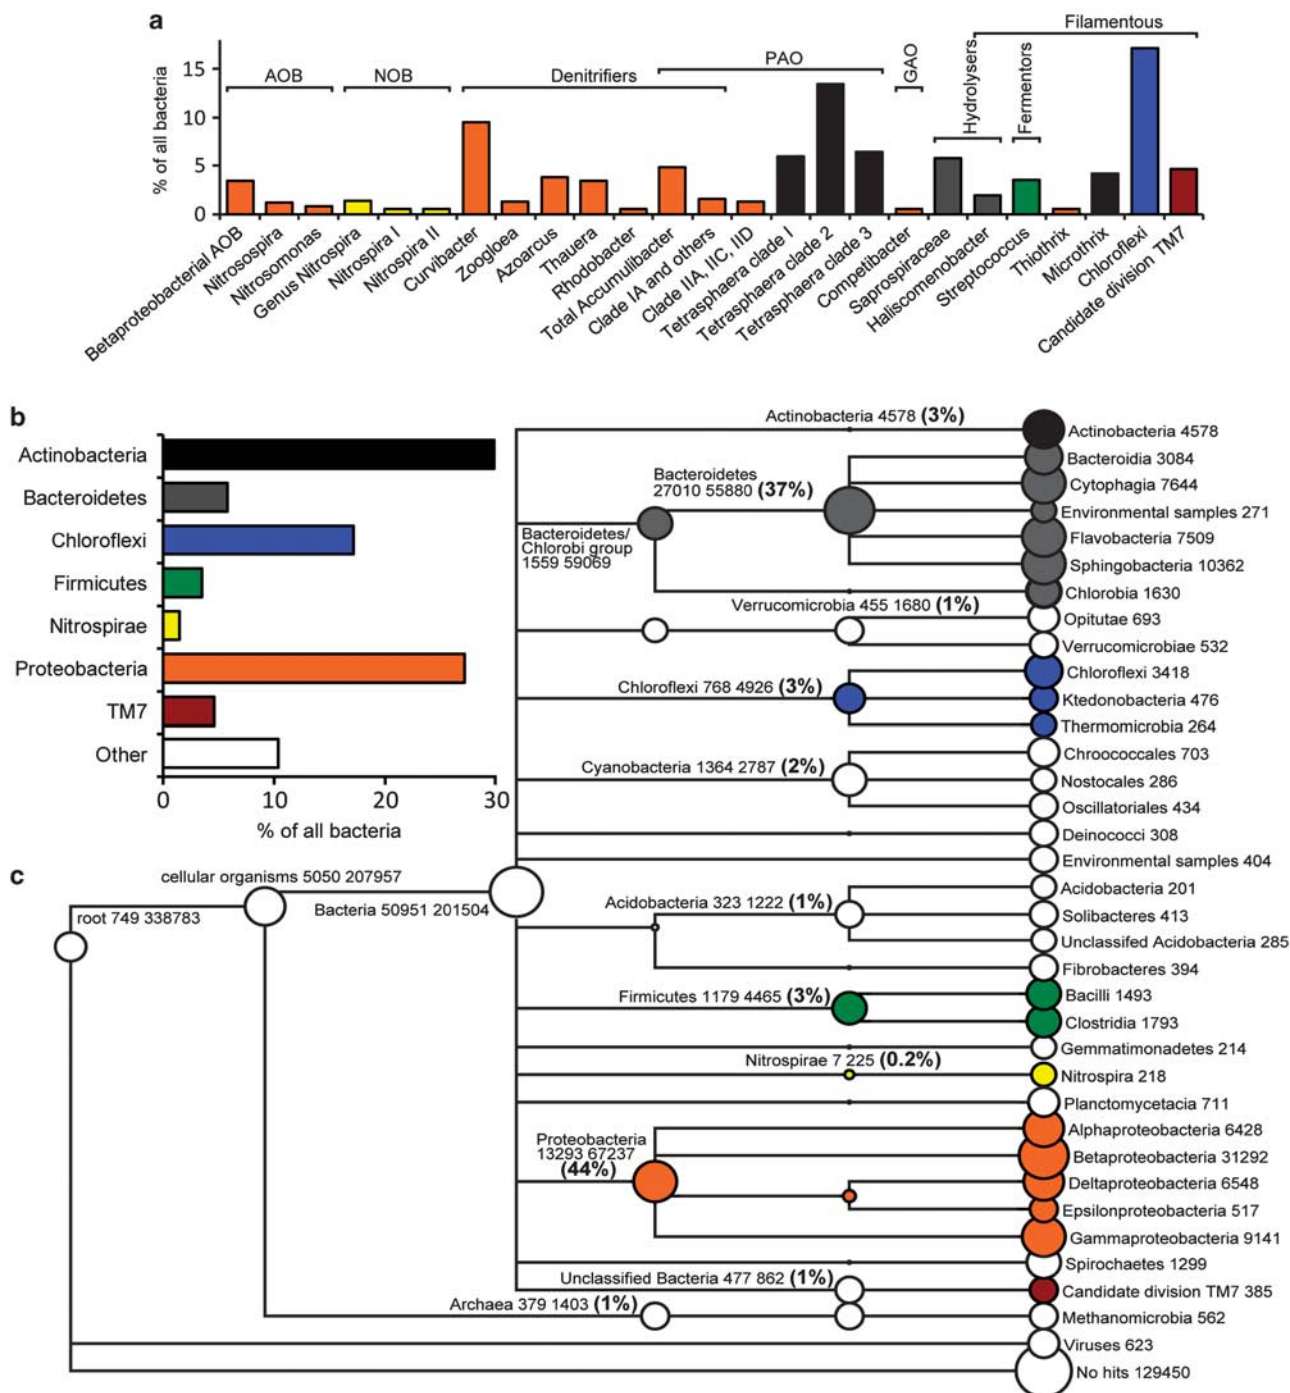 a
Filamentous
AOB
NOB
Denitrifiers
PAO
GAO
Hydrolysers
Fermentors
% of all bacteria
15
10
5
0
Betaproteobacterial AOB
Nitrosospira
Nitrosomonas
Genus Nitrospira
Nitrospira I
Nitrospira II
Curvibacter
Zoogloea
Azoarcus
Thauera
Rhodobacter
Total Accumulibacter
Clade IA and others
Clade IIA, IIC, IID
Tetrasphaera clade I
Tetrasphaera clade 2
Tetrasphaera clade 3
Competibacter
Saprospiraceae
Haliscomenobacter
Streptococcus
Thiothrix
Microthrix
Chloroflexi
Candidate division TM7
b
Actinobacteria
Bacteroidetes
Chloroflexi
Firmicutes
Nitrospirae
Proteobacteria
TM7
Other
0 10 20 30
% of all bacteria
c
root 749 338783
cellular organisms 5050 207957
Bacteria 50951 201504
Actinobacteria 4578 (3%)
Actinobacteria 4578
Bacteroidetes/
Chlorobi group
1559 59069
Bacteroidetes
27010 55880 (37%)
Bacteroidia 3084
Cytophagia 7644
Environmental samples 271
Flavobacteria 7509
Sphingobacteria 10362
Chlorobia 1630
Verrucomicrobia 455 1680 (1%)
Opitutae 693
Verrucomicrobiae 532
Chloroflexi 768 4926 (3%)
Chloroflexi 3418
Ktedonobacteria 476
Thermomicrobia 264
Cyanobacteria 1364 2787 (2%)
Chroococcales 703
Nostocales 286
Oscillatoriales 434
Deinococci 308
Environmental samples 404
Acidobacteria 323 1222 (1%)
Acidobacteria 201
Solibacteres 413
Unclassifed Acidobacteria 285
Fibrobacteres 394
Firmicutes 1179 4465 (3%)
Bacilli 1493
Clostridia 1793
Gemmatimonadetes 214
Nitrospirae 7 225 (0.2%)
Nitrospira 218
Planctomycetacia 711
Proteobacteria
13293 67237
(44%)
Alphaproteobacteria 6428
Betaproteobacteria 31292
Deltaproteobacteria 6548
Epsilonproteobacteria 517
Gammaproteobacteria 9141
Spirochaetes 1299
Unclassified Bacteria 477 862 (1%)
Candidate division TM7 385
Archaea 379 1403 (1%)
Methanomicrobia 562
Viruses 623
No hits 129450